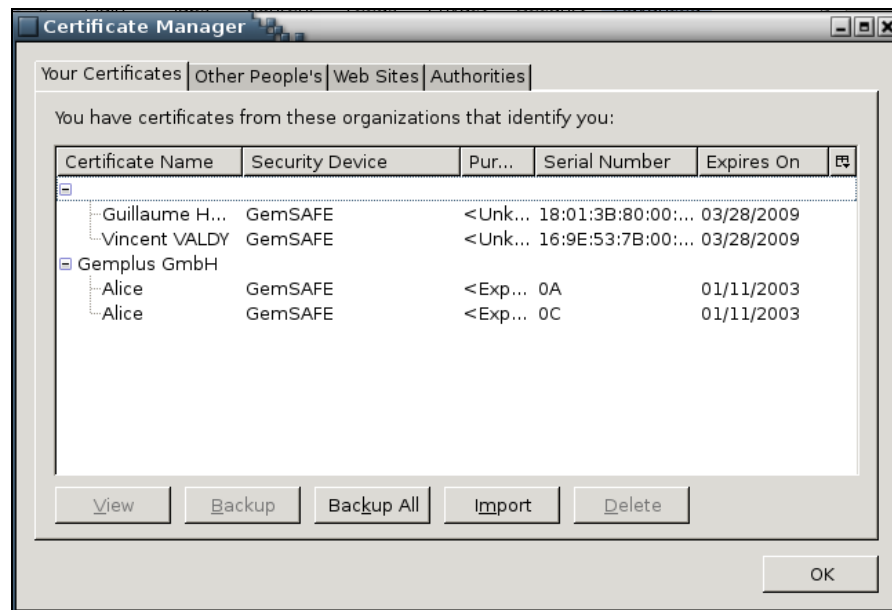 Certificate Manager
Your Certificates Other People's Web Sites Authorities
You have certificates from these organizations that identify you:
Certificate Name Security Device Pur... Serial Number Expires On
Guillaume H... GemSAFE <Unk... 18:01:3B:80:00:... 03/28/2009
Vincent VALDY GemSAFE <Unk... 16:9E:53:7B:00:... 03/28/2009
Gemplus GmbH
Alice GemSAFE <Exp... 0A 01/11/2003
Alice GemSAFE <Exp... 0C 01/11/2003
View Backup Backup All Import Delete
OK